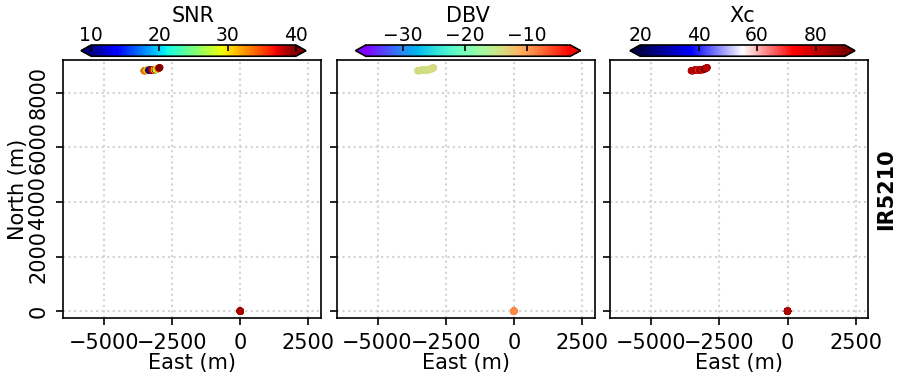 SNR DBV Xc
10 20 30 40 −30 −20 −10 20 40 60 80
8000
6000
4000
2000
0
North (m)
IR5210
−5000 −2500 0 2500 −5000 −2500 0 2500 −5000 −2500 0 2500
East (m) East (m) East (m)